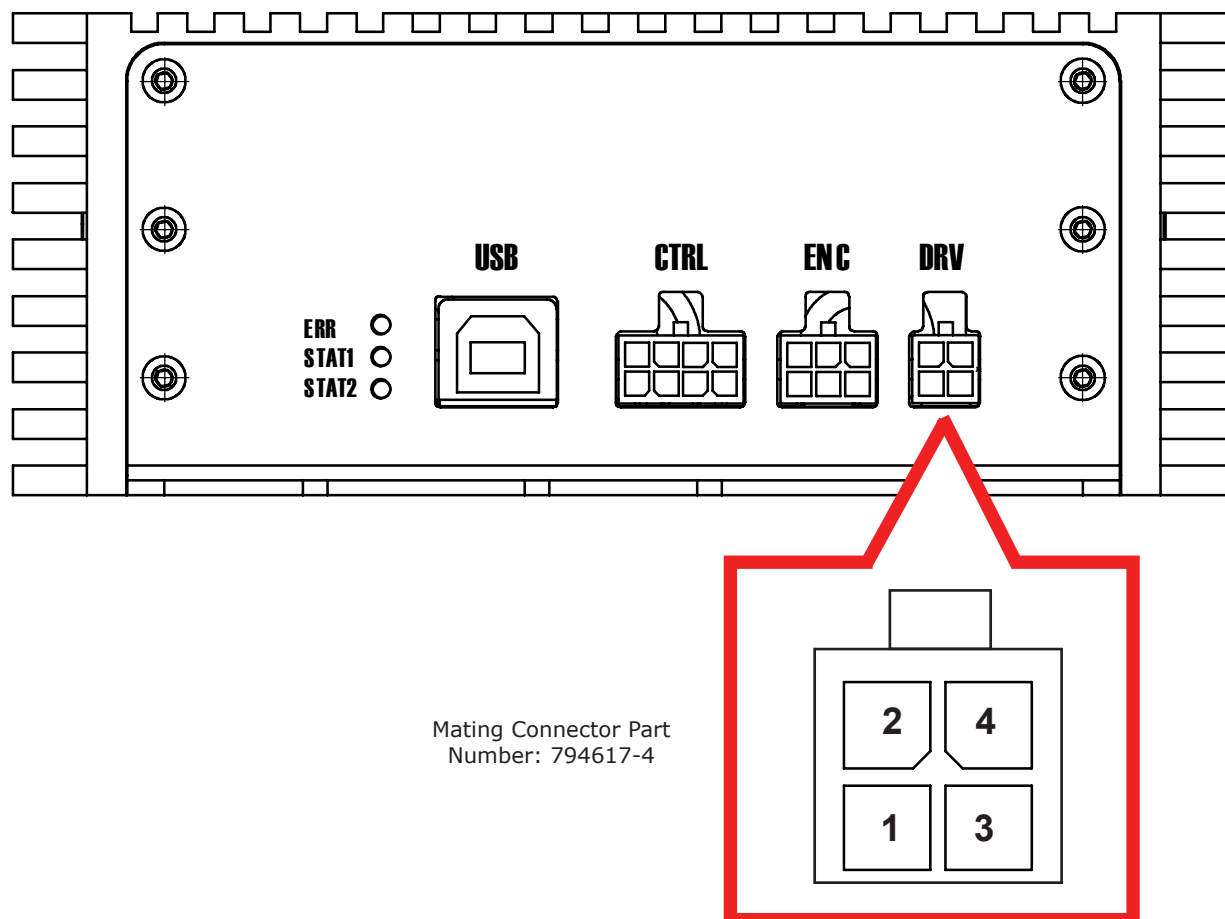 USB
CTRL
ENC
DRV
ERR
STAT1
STAT2
Mating Connector Part
Number: 794617-4
2 4
1 3